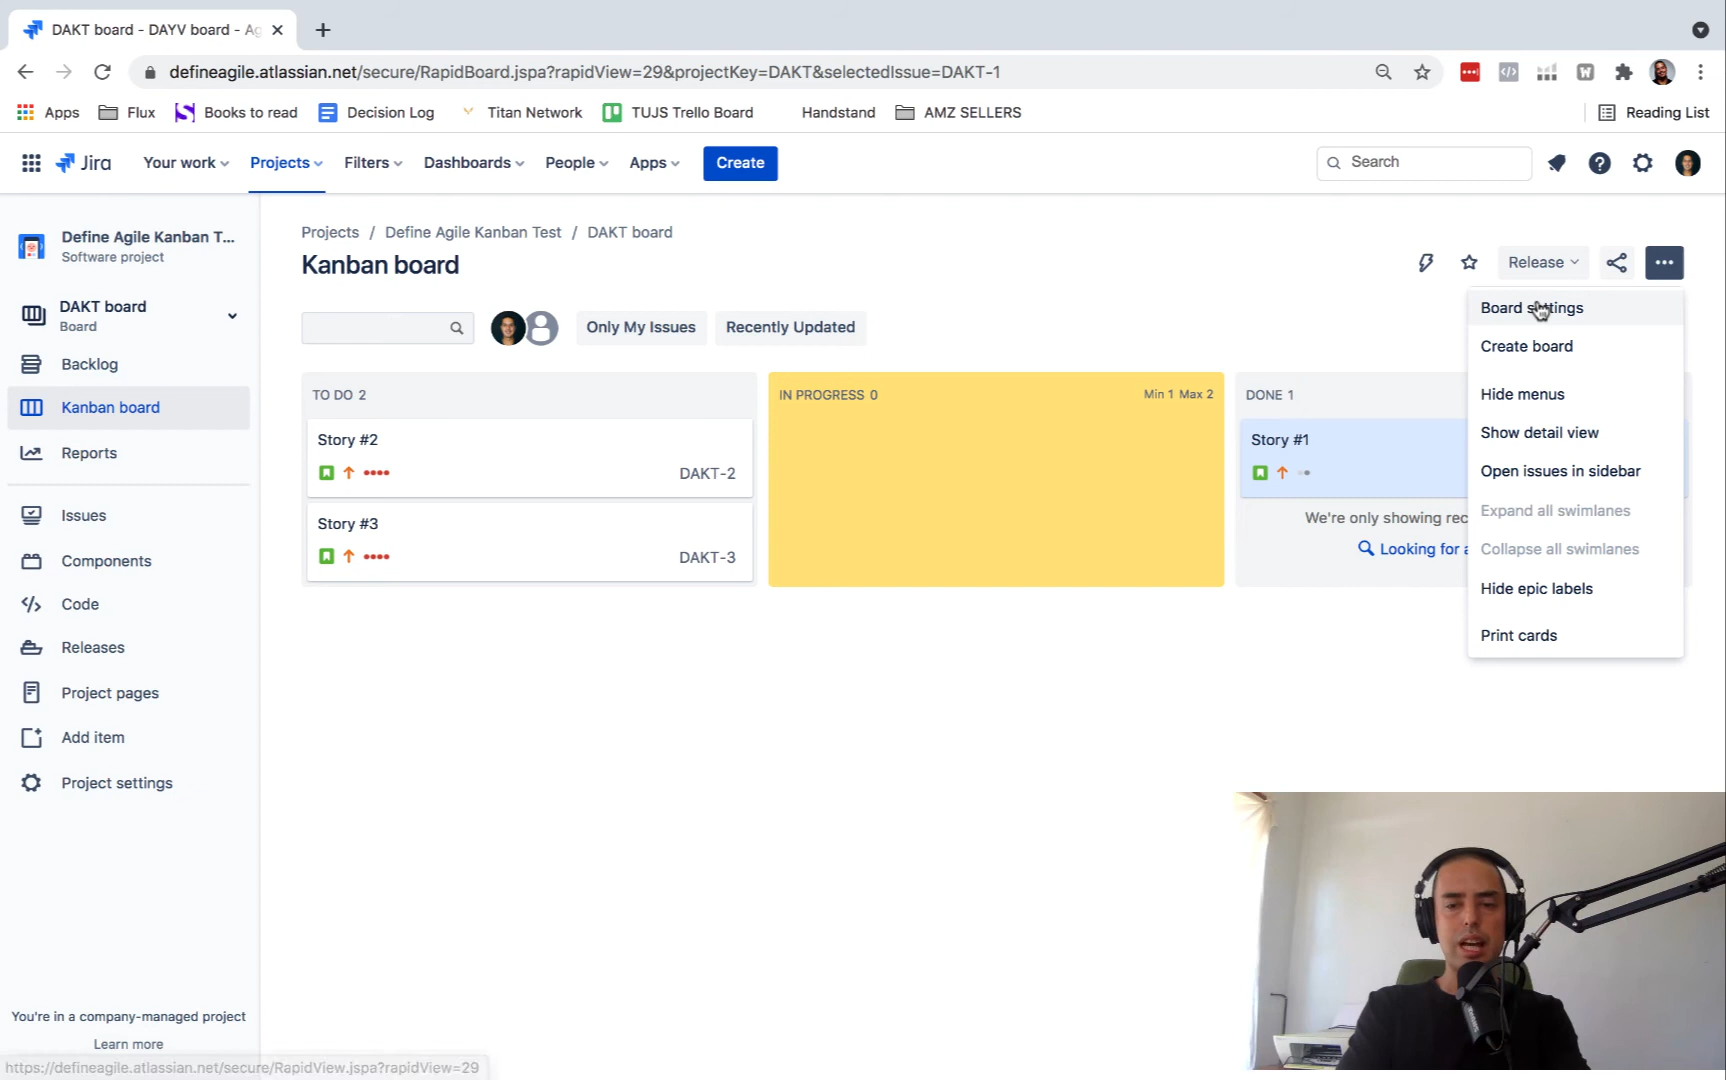 DAKT board - DAYV board - Ag
defineagile.atlassian.net/secure/RapidBoard.jspa?rapidView=29&projectKey=DAKT&selectedIssue=DAKT-1
Apps Flux Books to read Decision Log Titan Network TUJS Trello Board Handstand AMZ SELLERS Reading List
Jira Your work Projects Filters Dashboards People Apps Create Search
Define Agile Kanban T...
Software project
DAKT board
Board
Backlog
Kanban board
Reports
Issues
Components
Code
Releases
Project pages
Add item
Project settings
You're in a company-managed project
Learn more
https://defineagile.atlassian.net/secure/RapidView.jspa?rapidView=29
Projects / Define Agile Kanban Test / DAKT board
Kanban board
Release
Only My Issues Recently Updated
TO DO 2
Story #2
DAKT-2
Story #3
DAKT-3
IN PROGRESS 0 Min 1 Max 2
DONE 1
Story #1
We're only showing rec
Looking for a
Board settings
Create board
Hide menus
Show detail view
Open issues in sidebar
Expand all swimlanes
Collapse all swimlanes
Hide epic labels
Print cards